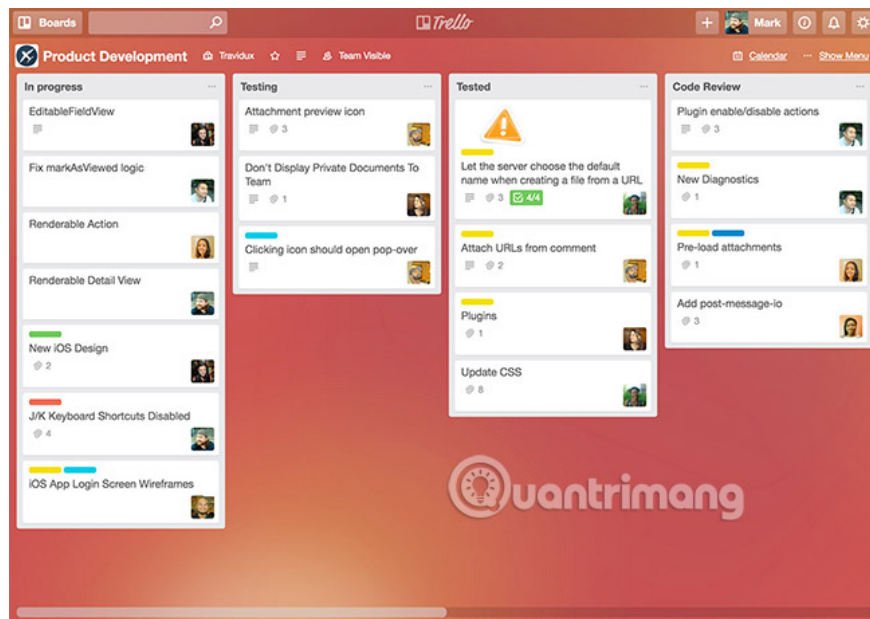 Boards
Trello
Mark
Product Development
Travidux
Team Visible
Calendar
... Show Menu
In progress
EditableFieldView
Fix markAsViewed logic
Renderable Action
Renderable Detail View
New iOS Design
2
J/K Keyboard Shortcuts Disabled
4
iOS App Login Screen Wireframes
Testing
Attachment preview icon
3
Don't Display Private Documents To
Team
1
Clicking icon should open pop-over
Tested
Let the server choose the default
name when creating a file from a URL
3 4/4
Attach URLs from comment
2
Plugins
1
Update CSS
8
Code Review
Plugin enable/disable actions
3
New Diagnostics
1
Pre-load attachments
1
Add post-message-io
3
Quantrimang